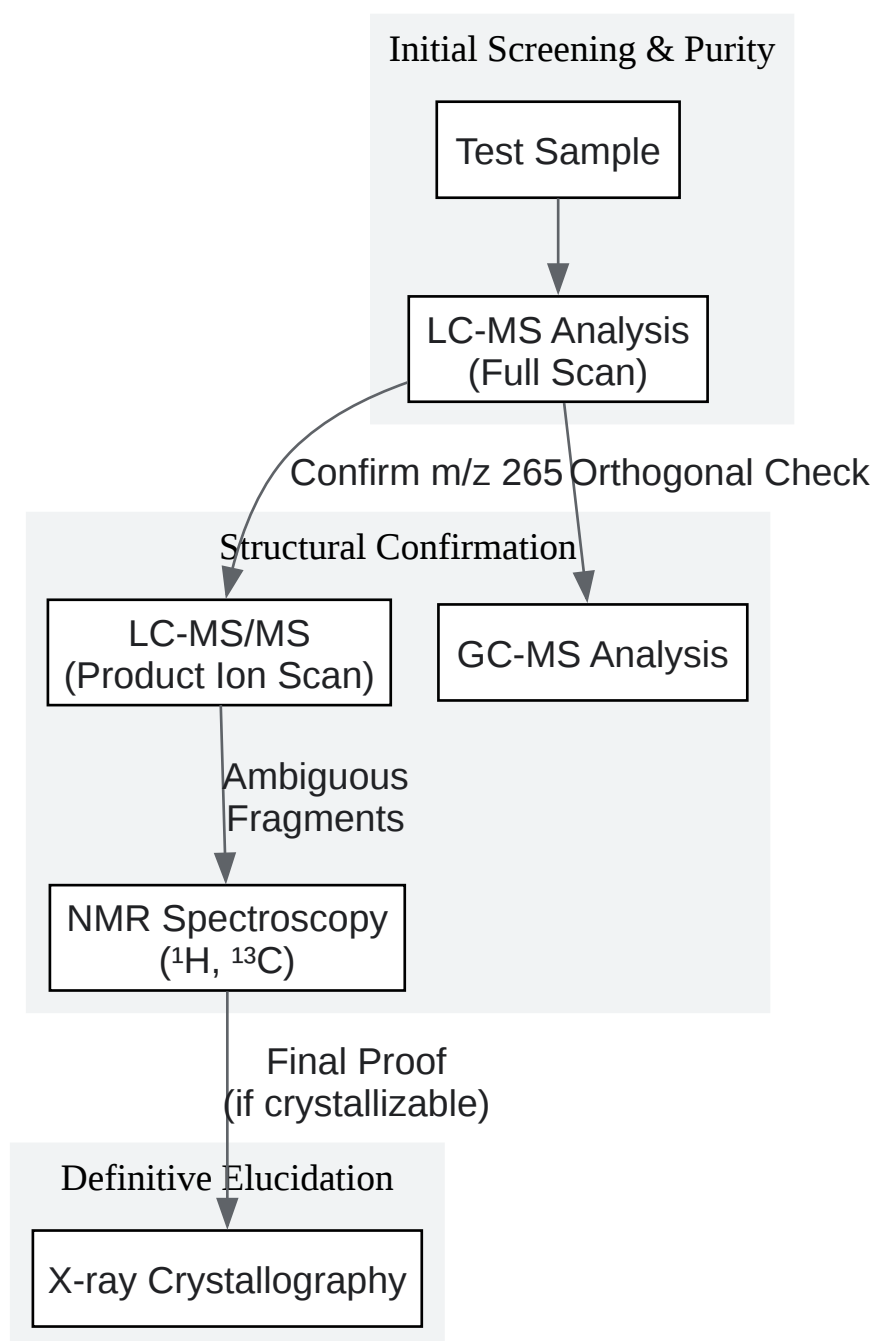 Initial Screening & Purity
Test Sample
LC-MS Analysis
(Full Scan)
Confirm m/z 265
Orthogonal Check
Structural Confirmation
LC-MS/MS
(Product Ion Scan)
GC-MS Analysis
Ambiguous
Fragments
NMR Spectroscopy
(¹H, ¹³C)
Final Proof
(if crystallizable)
Definitive Elucidation
X-ray Crystallography